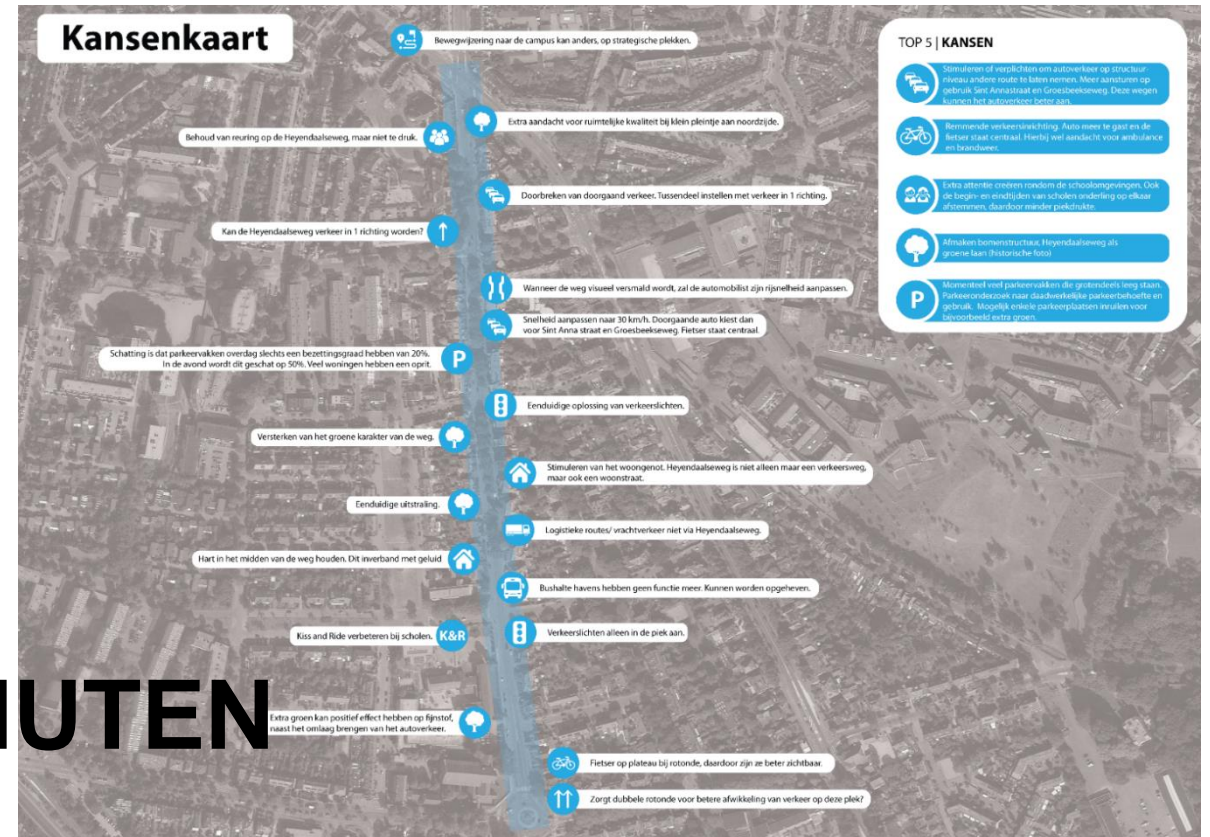 Kansenkaart
Bewegwijzering naar de campus kan anders, op strategische plekken.
Extra aandacht voor ruimtelijke kwaliteit bij klein pleintje aan noordzijde.
Behoud van reuring op de Heyendaalseweg, maar niet te druk.
Doorbreken van doorgaand verkeer. Tussendeel instellen met verkeer in 1 richting.
Kan de Heyendaalseweg verkeer in 1 richting worden?
Wanneer de weg visueel versmald wordt, zal de automobilist zijn rijsnelheid aanpassen.
Snelheid aanpassen naar 30 km/h. Doorgaande auto kiest dan
voor Sint Anna straat en Groesbeekseweg. Fietser staat centraal.
Schatting is dat parkeervakken overdag slechts een bezettingsgraad hebben van 20%.
In de avond wordt dit geschat op 50%. Veel woningen hebben een oprit.
P
Eenduidige oplossing van verkeerslichten.
Versterken van het groene karakter van de weg.
Stimuleren van het woongenot. Heyendaalseweg is niet alleen maar een verkeersweg,
maar ook een woonstraat.
Eenduidige uitstraling.
Logistieke routes/ vrachtverkeer niet via Heyendaalseweg.
Hart in het midden van de weg houden. Dit inverband met geluid
Bushalte havens hebben geen functie meer. Kunnen worden opgeheven.
Kiss and Ride verbeteren bij scholen.
K&R
Verkeerslichten alleen in de piek aan.
UTEN
Extra groen kan positief effect hebben op fijnstof,
naast het omlaag brengen van het autoverkeer.
Fietser op plateau bij rotonde, daardoor zijn ze beter zichtbaar.
Zorgt dubbele rotonde voor betere afwikkeling van verkeer op deze plek?
TOP 5 | KANSEN
Stimuleren of verplichten om autoverkeer op structuur
niveau andere route te laten nemen. Meer aansturen op
gebruik Sint Annastraat en Groesbeekseweg. Deze wegen
kunnen het autoverkeer beter aan.
Remmende verkeersinrichting. Auto meer te gast en de
fietser staat centraal. Hierbij wel aandacht voor ambulance
en brandweer.
Extra attentie creëren rondom de schoolomgevingen. Ook
de begin- en eindtijden van scholen onderling op elkaar
afstemmen, daardoor minder piekdrukte.
Afmaken bomenstructuur, Heyendaalseweg als
groene laan (historische foto)
P
Momenteel veel parkeervakken die grotendeels leeg staan.
Parkeeronderzoek naar daadwerkelijke parkeerbehoefte en
gebruik. Mogelijk enkele parkeerplaatsen inruilen voor
bijvoorbeeld extra groen.